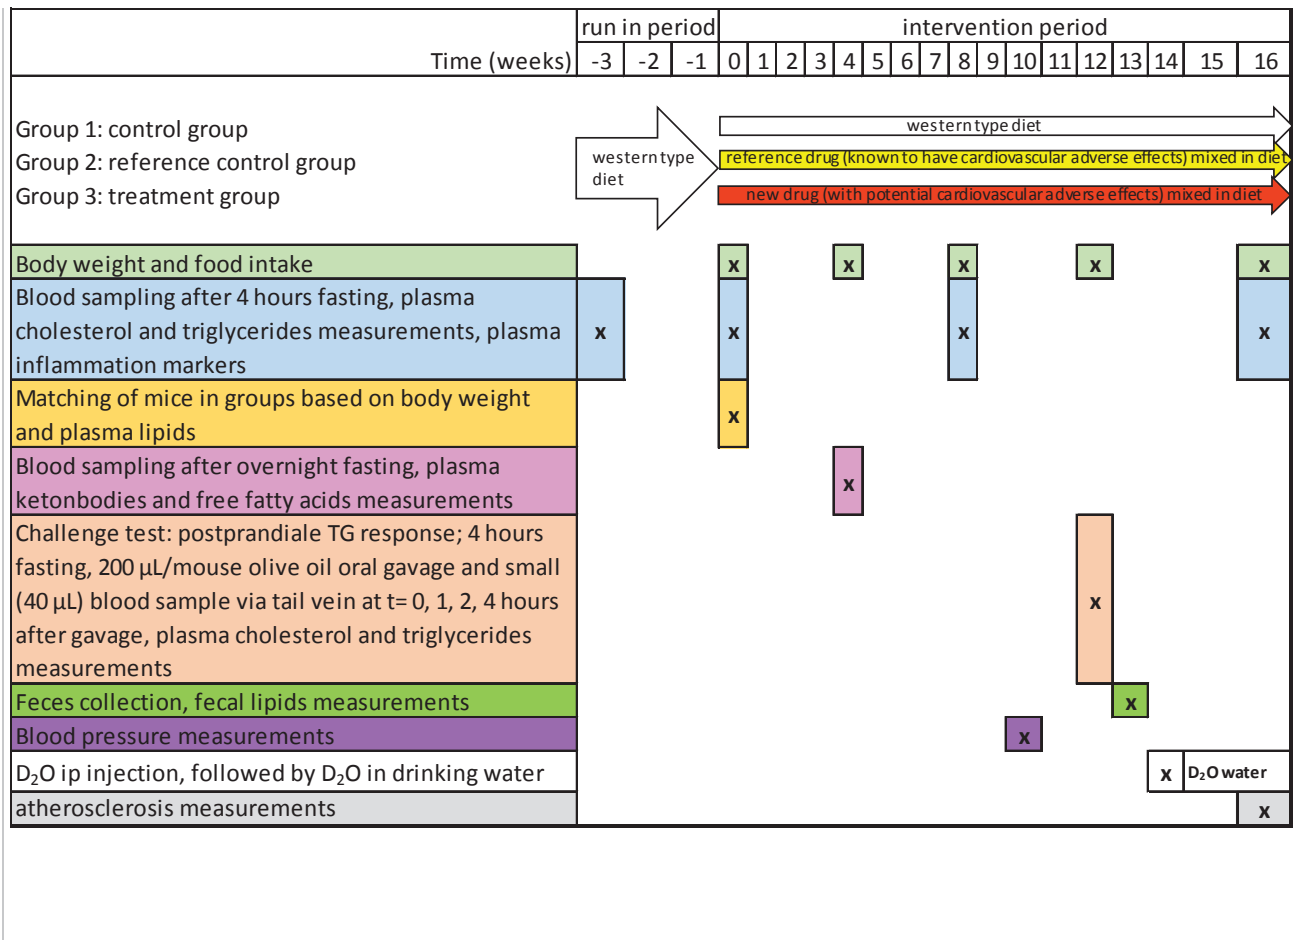 run in period intervention period
Time (weeks) -3 -2 -1 0 1 2 3 4 5 6 7 8 9 10 11 12 13 14 15 16
Group 1: control group
western type diet
Group 2: reference control group
western type
diet
reference drug (known to have cardiovascular adverse effects) mixed in diet
Group 3: treatment group
new drug (with potential cardiovascular adverse effects) mixed in diet
Body weight and food intake x x x x x
Blood sampling after 4 hours fasting, plasma
cholesterol and triglycerides measurements, plasma x x x x
inflammation markers
Matching of mice in groups based on body weight
and plasma lipids x
Blood sampling after overnight fasting, plasma
ketonbodies and free fatty acids measurements x
Challenge test: postprandiale TG response; 4 hours
fasting, 200 µL/mouse olive oil oral gavage and small
(40 µL) blood sample via tail vein at t= 0, 1, 2, 4 hours x
after gavage, plasma cholesterol and triglycerides
measurements
Feces collection, fecal lipids measurements x
Blood pressure measurements x
D₂O ip injection, followed by D₂O in drinking water x D₂O water
atherosclerosis measurements x